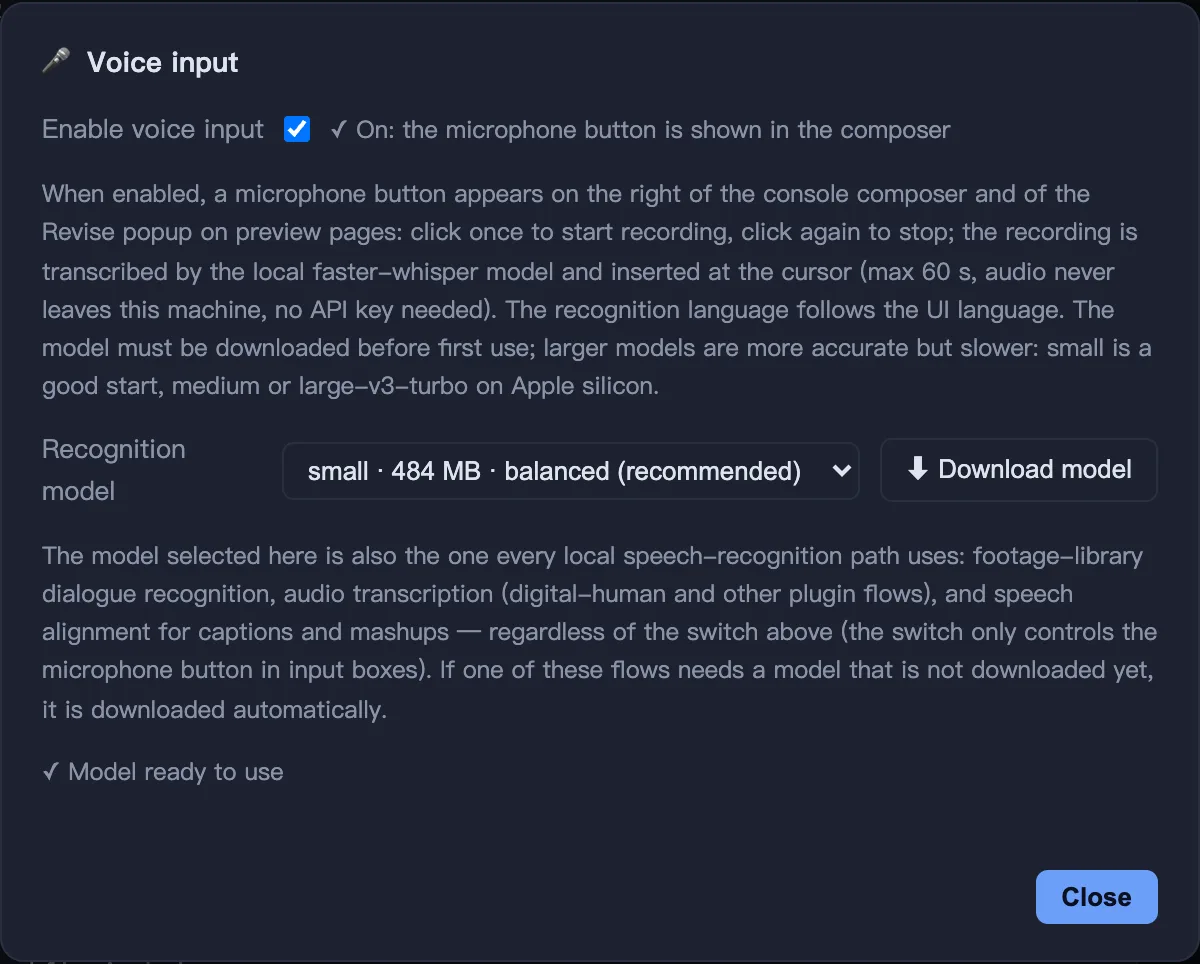 🎤 Voice input
Enable voice input ✓ On: the microphone button is shown in the composer
When enabled, a microphone button appears on the right of the console composer and of the
Revise popup on preview pages: click once to start recording, click again to stop; the recording is
transcribed by the local faster-whisper model and inserted at the cursor (max 60 s, audio never
leaves this machine, no API key needed). The recognition language follows the UI language. The
model must be downloaded before first use; larger models are more accurate but slower: small is a
good start, medium or large-v3-turbo on Apple silicon.
Recognition
model
small · 484 MB · balanced (recommended)
⬇ Download model
The model selected here is also the one every local speech-recognition path uses: footage-library
dialogue recognition, audio transcription (digital-human and other plugin flows), and speech
alignment for captions and mashups — regardless of the switch above (the switch only controls the
microphone button in input boxes). If one of these flows needs a model that is not downloaded yet,
it is downloaded automatically.
✓ Model ready to use
Close